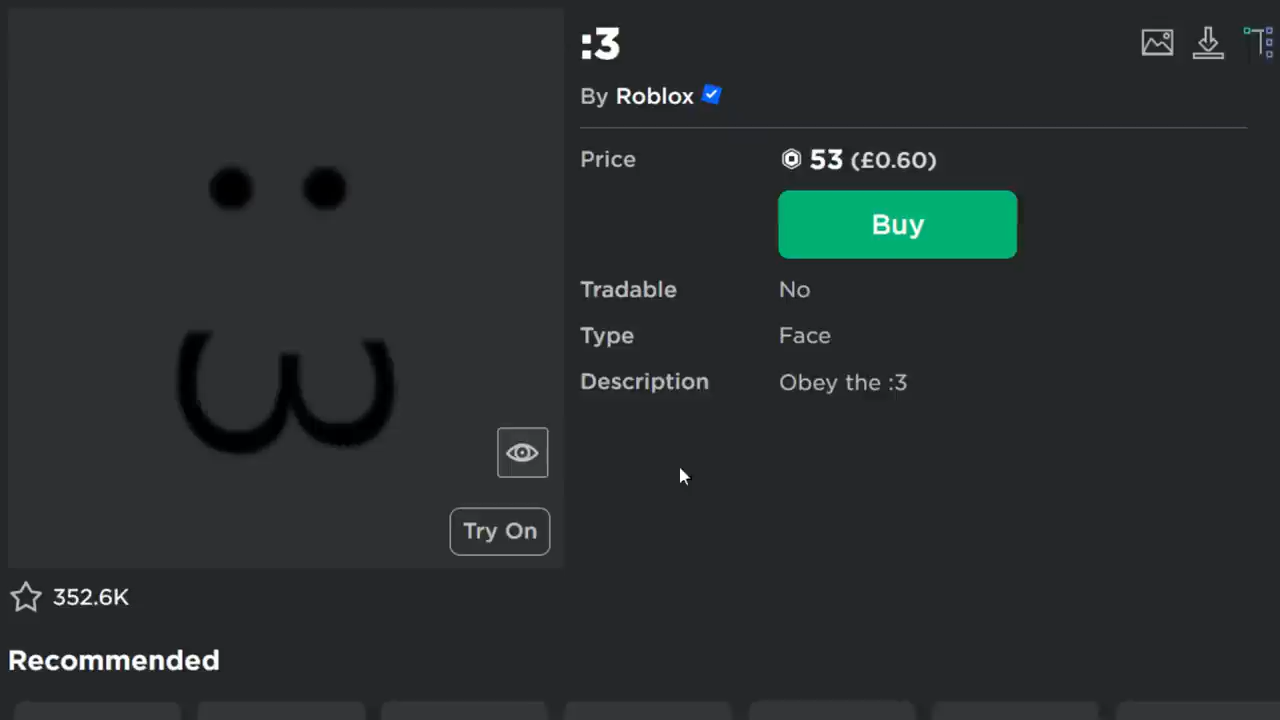 :3
By Roblox
Price 53 (£0.60)
Buy
Tradable No
Type Face
Description Obey the :3
Try On
352.6K
Recommended